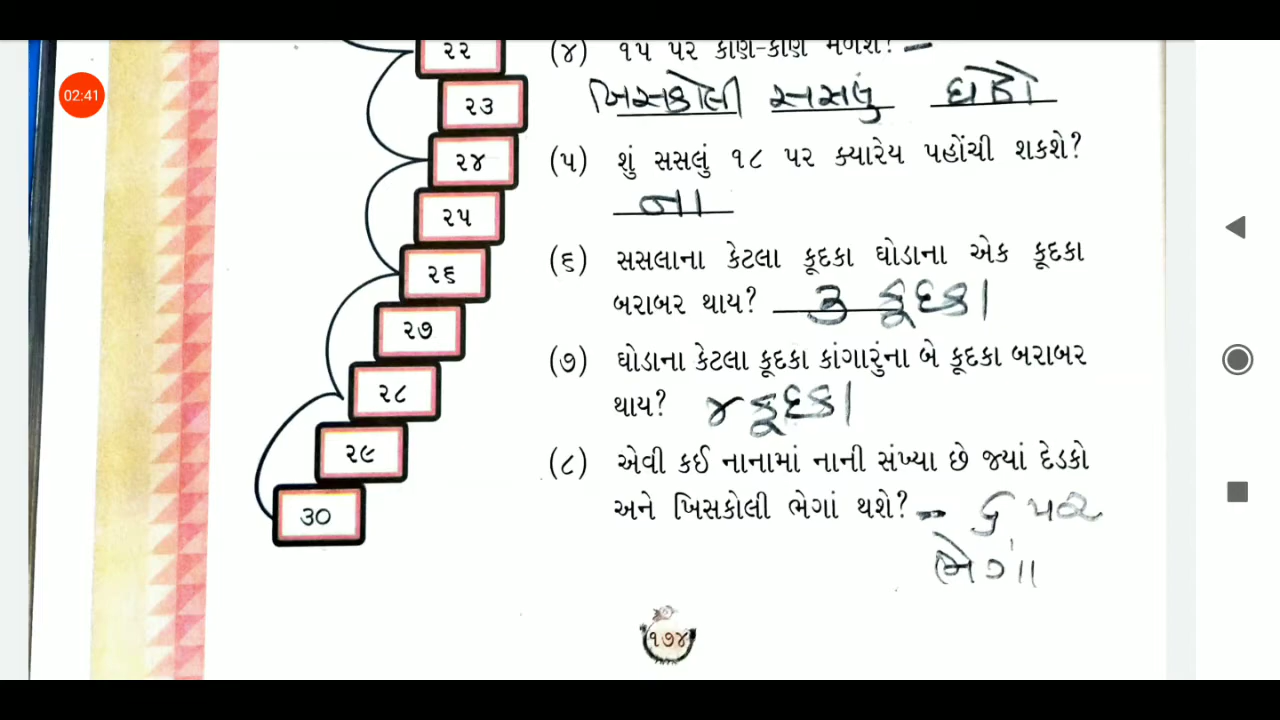 02:41
૨૨
૨૩
૨૪
૨૫
૨૬
૨૭
૨૮
૨૯
૩૦
(૪) ૧૫ પર કોણ-કોણ મળશે? –
ખિસકોલી સસલું ઘોડો
(૫) શું સસલું ૧૮ પર ક્યારેય પહોંચી શકશે?
ના
(૬) સસલાના કેટલા કૂદકા ઘોડાના એક કૂદકા
બરાબર થાય? ૩ કૂદકા
(૭) ઘોડાના કેટલા કૂદકા કાંગારુંના બે કૂદકા બરાબર
થાય? ૪ કૂદકા
(૮) એવી કઈ નાનામાં નાની સંખ્યા છે જ્યાં દેડકો
અને ખિસકોલી ભેગાં થશે? – ૬ પર
ભેગાં
૧૭૪